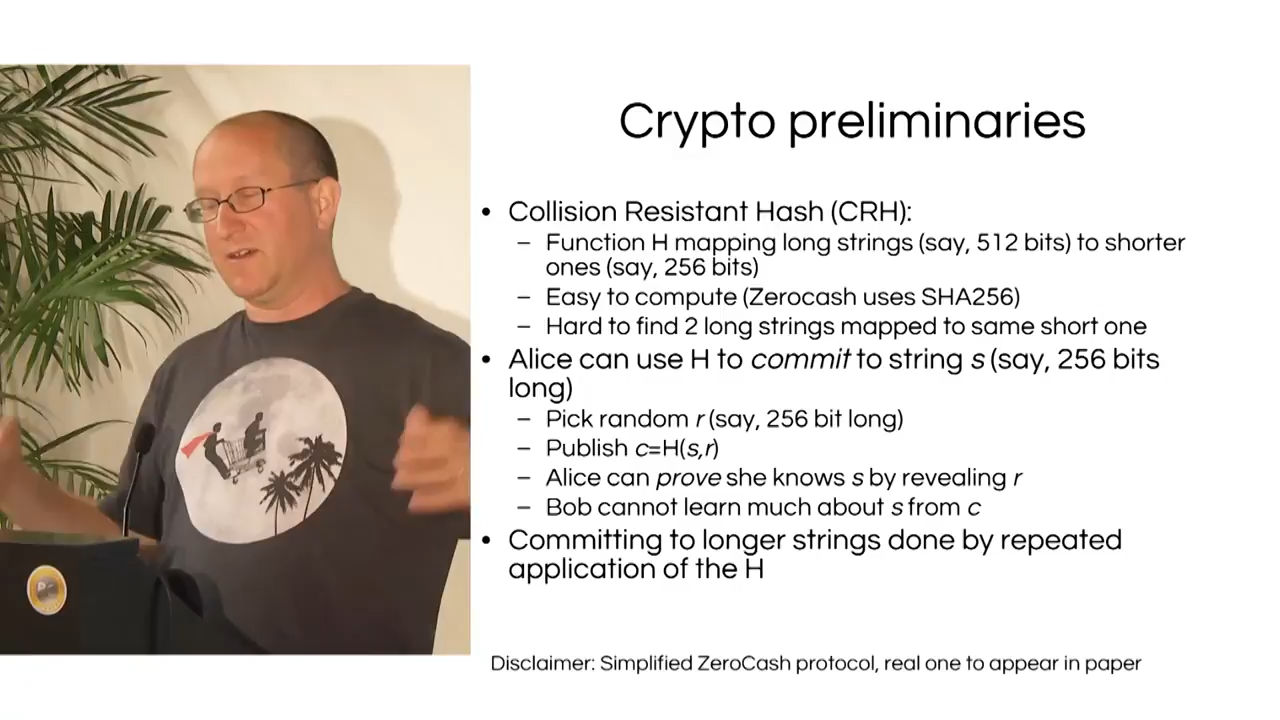 Crypto preliminaries
• Collision Resistant Hash (CRH):
– Function H mapping long strings (say, 512 bits) to shorter
ones (say, 256 bits)
– Easy to compute (Zerocash uses SHA256)
– Hard to find 2 long strings mapped to same short one
• Alice can use H to commit to string s (say, 256 bits
long)
– Pick random r (say, 256 bit long)
– Publish c=H(s,r)
– Alice can prove she knows s by revealing r
– Bob cannot learn much about s from c
• Committing to longer strings done by repeated
application of the H
Disclaimer: Simplified ZeroCash protocol, real one to appear in paper